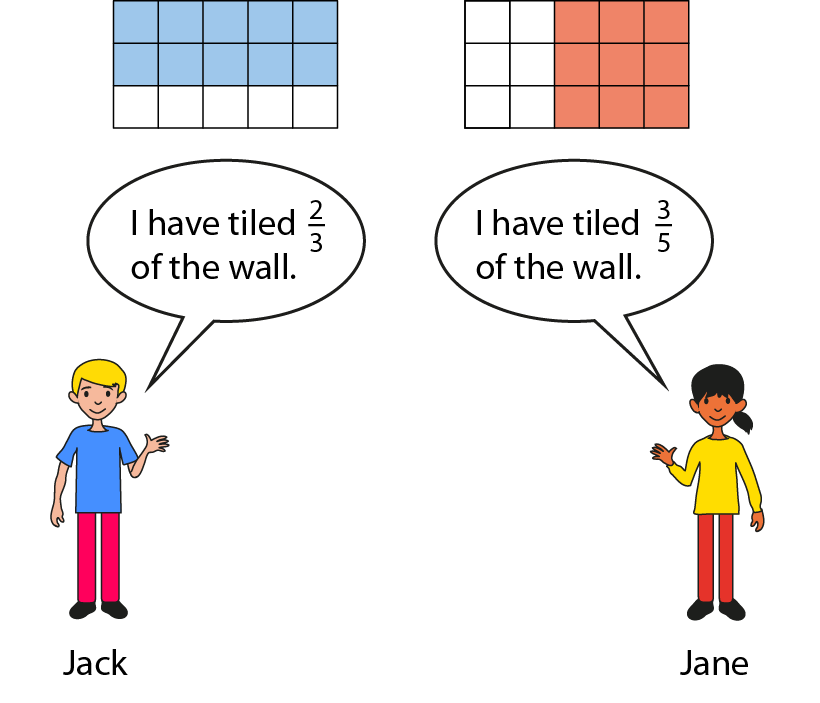 I have tiled 2/3
of the wall.
I have tiled 3/5
of the wall.
Jack
Jane